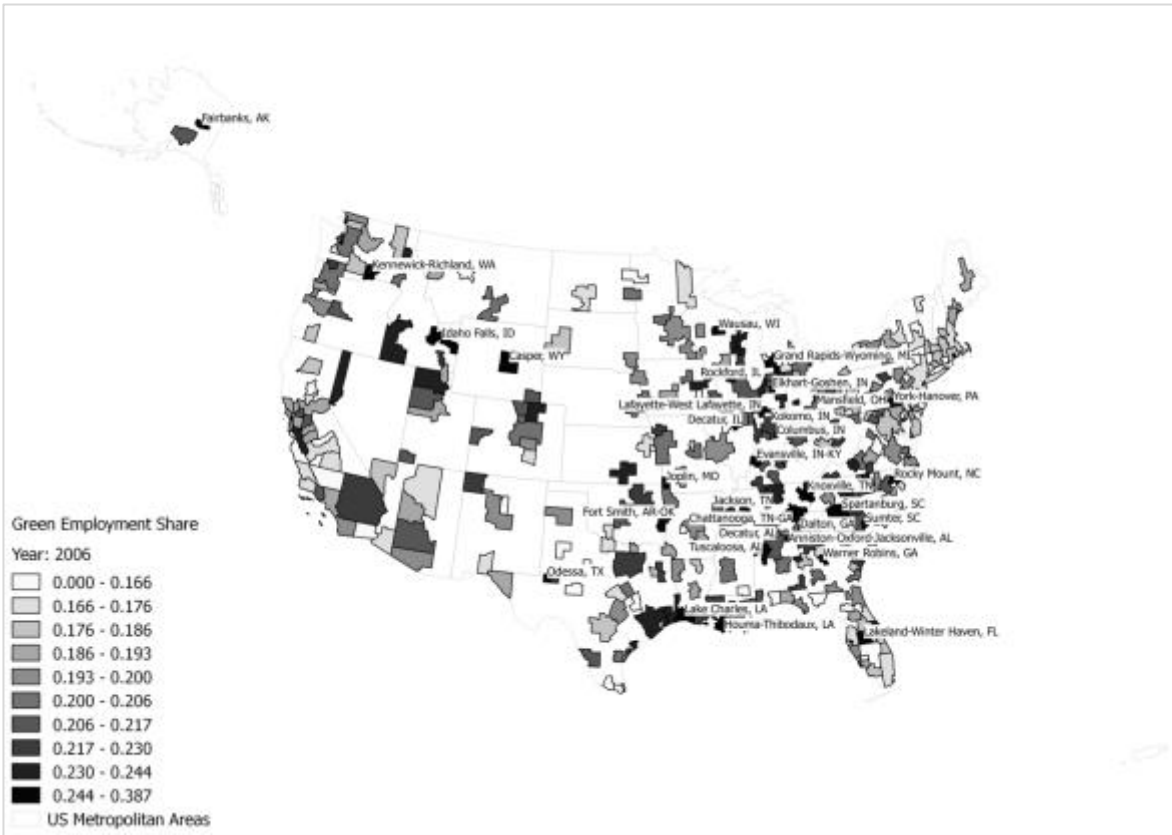 Fairbanks, AK
Kennewick-Richland, WA
Idaho Falls, ID
Wausau, WI
Casper, WY
Grand Rapids-Wyoming, MI
Rockford, IL
Elkhart-Goshen, IN
Lafayette-West Lafayette, IN
Mansfield, OH
York-Hanover, PA
Kokomo, IN
Decatur, IL
Columbus, IN
Evansville, IN-KY
Joplin, MO
Knoxville, TN
Rocky Mount, NC
Jackson, TN
Spartanburg, SC
Fort Smith, AR-OK
Chattanooga, TN-GA
Dalton, GA
Sumter, SC
Decatur, AL
Anniston-Oxford-Jacksonville, AL
Tuscaloosa, AL
Warner Robins, GA
Odessa, TX
Lake Charles, LA
Houma-Thibodaux, LA
Lakeland-Winter Haven, FL
Green Employment Share
Year: 2006
0.000 - 0.166
0.166 - 0.176
0.176 - 0.186
0.186 - 0.193
0.193 - 0.200
0.200 - 0.206
0.206 - 0.217
0.217 - 0.230
0.230 - 0.244
0.244 - 0.387
US Metropolitan Areas